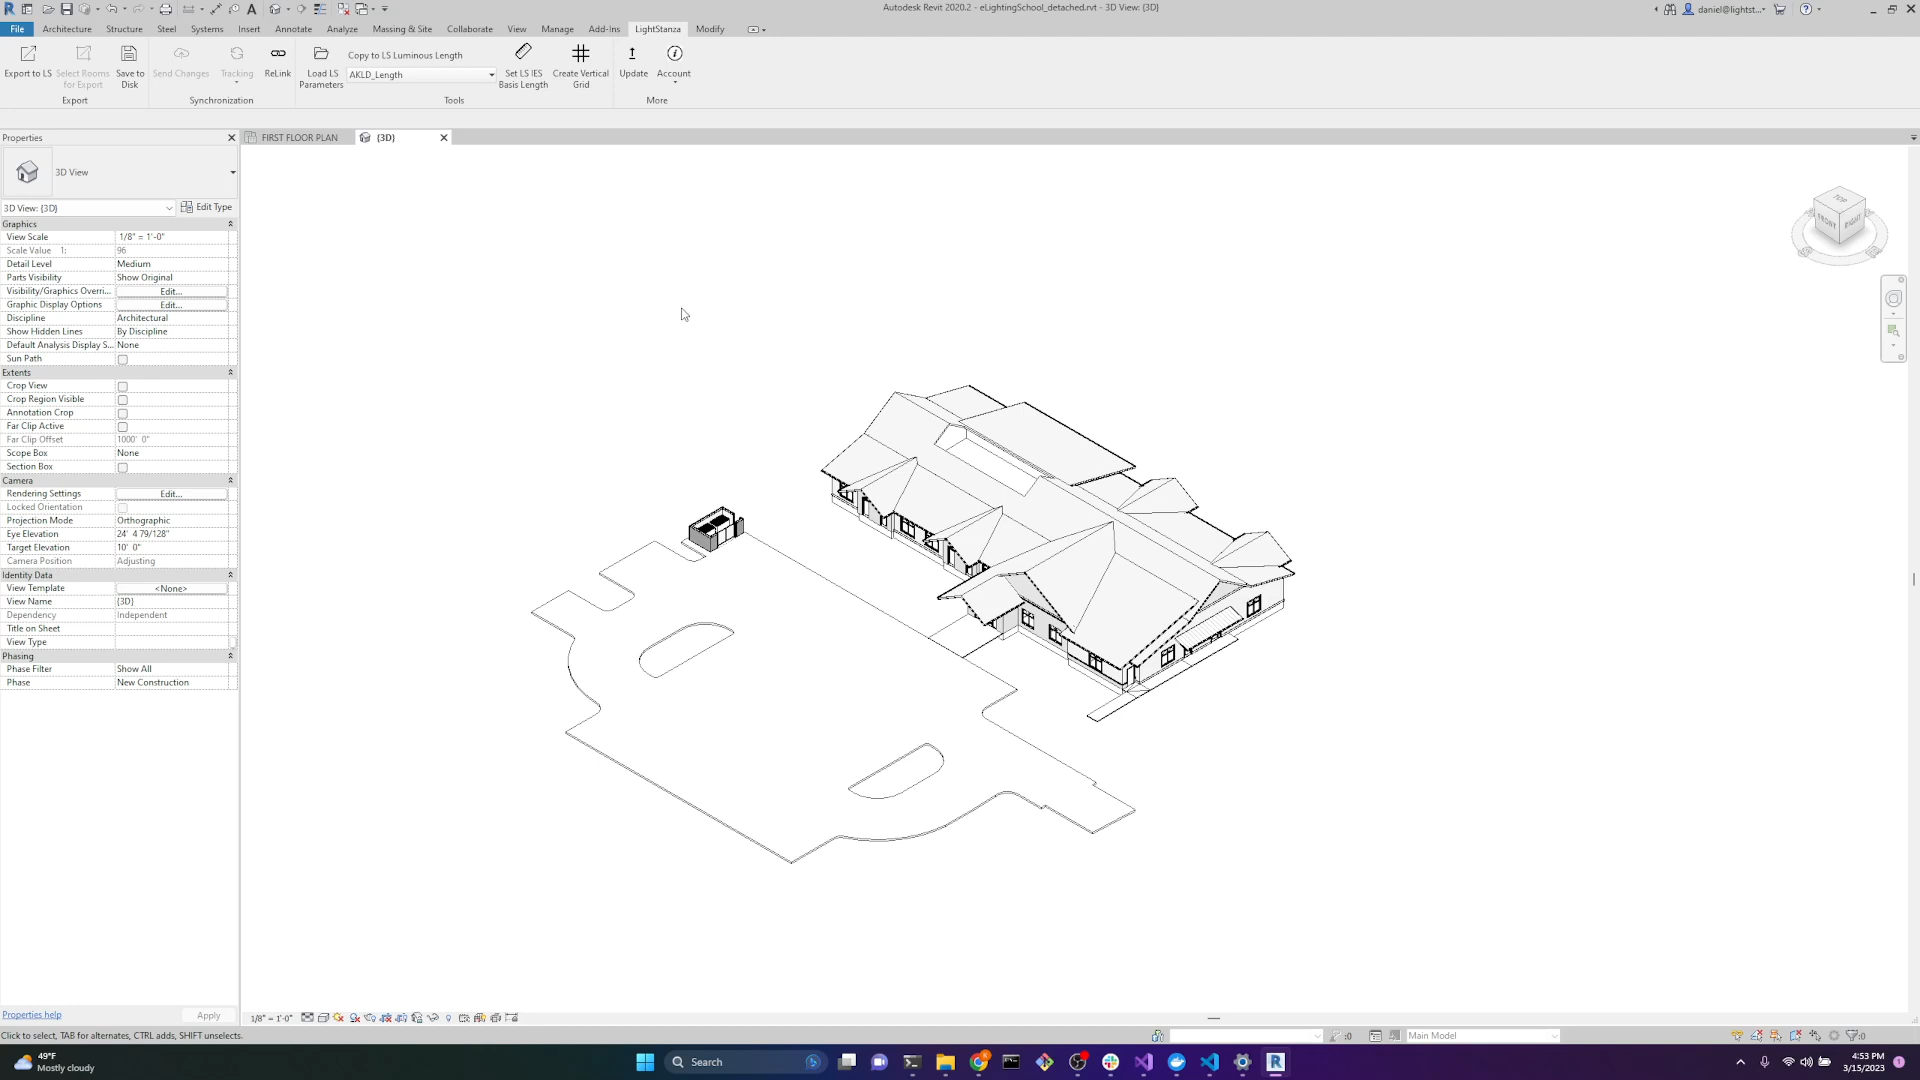 Autodesk Revit 2020.2 - eLightingSchool_detached.rvt - 3D View: {3D}
daniel@lightst...
File Architecture Structure Steel Systems Insert Annotate Analyze Massing & Site Collaborate View Manage Add-Ins LightStanza Modify
Export to LS
Select Rooms for Export
Save to Disk
Send Changes
Tracking
ReLink
Load LS Parameters
Copy to LS Luminous Length
AKLD_Length
Set LS IES Basis Length
Create Vertical Grid
Update
Account
Export Synchronization Tools More
Properties
FIRST FLOOR PLAN
{3D}
3D View
3D View: {3D}
Edit Type
Graphics
View Scale 1/8" = 1'-0"
Scale Value 1: 96
Detail Level Medium
Parts Visibility Show Original
Visibility/Graphics Overri... Edit...
Graphic Display Options Edit...
Discipline Architectural
Show Hidden Lines By Discipline
Default Analysis Display S... None
Sun Path
Extents
Crop View
Crop Region Visible
Annotation Crop
Far Clip Active
Far Clip Offset 1000' 0"
Scope Box None
Section Box
Camera
Rendering Settings Edit...
Locked Orientation
Projection Mode Orthographic
Eye Elevation 24' 4 79/128"
Target Elevation 10' 0"
Camera Position Adjusting
Identity Data
View Template <None>
View Name {3D}
Dependency Independent
Title on Sheet
View Type
Phasing
Phase Filter Show All
Phase New Construction
TOP
FRONT
RIGHT
Properties help
Apply
1/8" = 1'-0"
Click to select, TAB for alternates, CTRL adds, SHIFT unselects.
:0
Main Model
:0
49°F
Mostly cloudy
Search
4:53 PM
3/15/2023